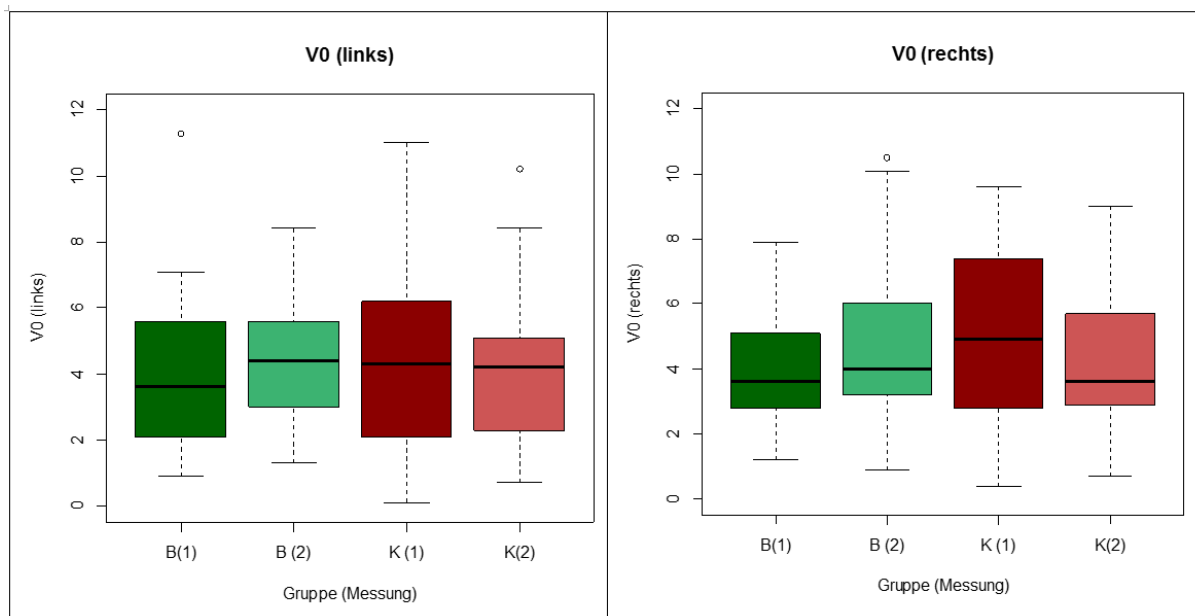 V0 (links)
12
10
8
6
4
2
0
V0 (links)
B(1) B (2) K (1) K(2)
Gruppe (Messung)
V0 (rechts)
12
10
8
6
4
2
0
V0 (rechts)
B(1) B (2) K (1) K(2)
Gruppe (Messung)